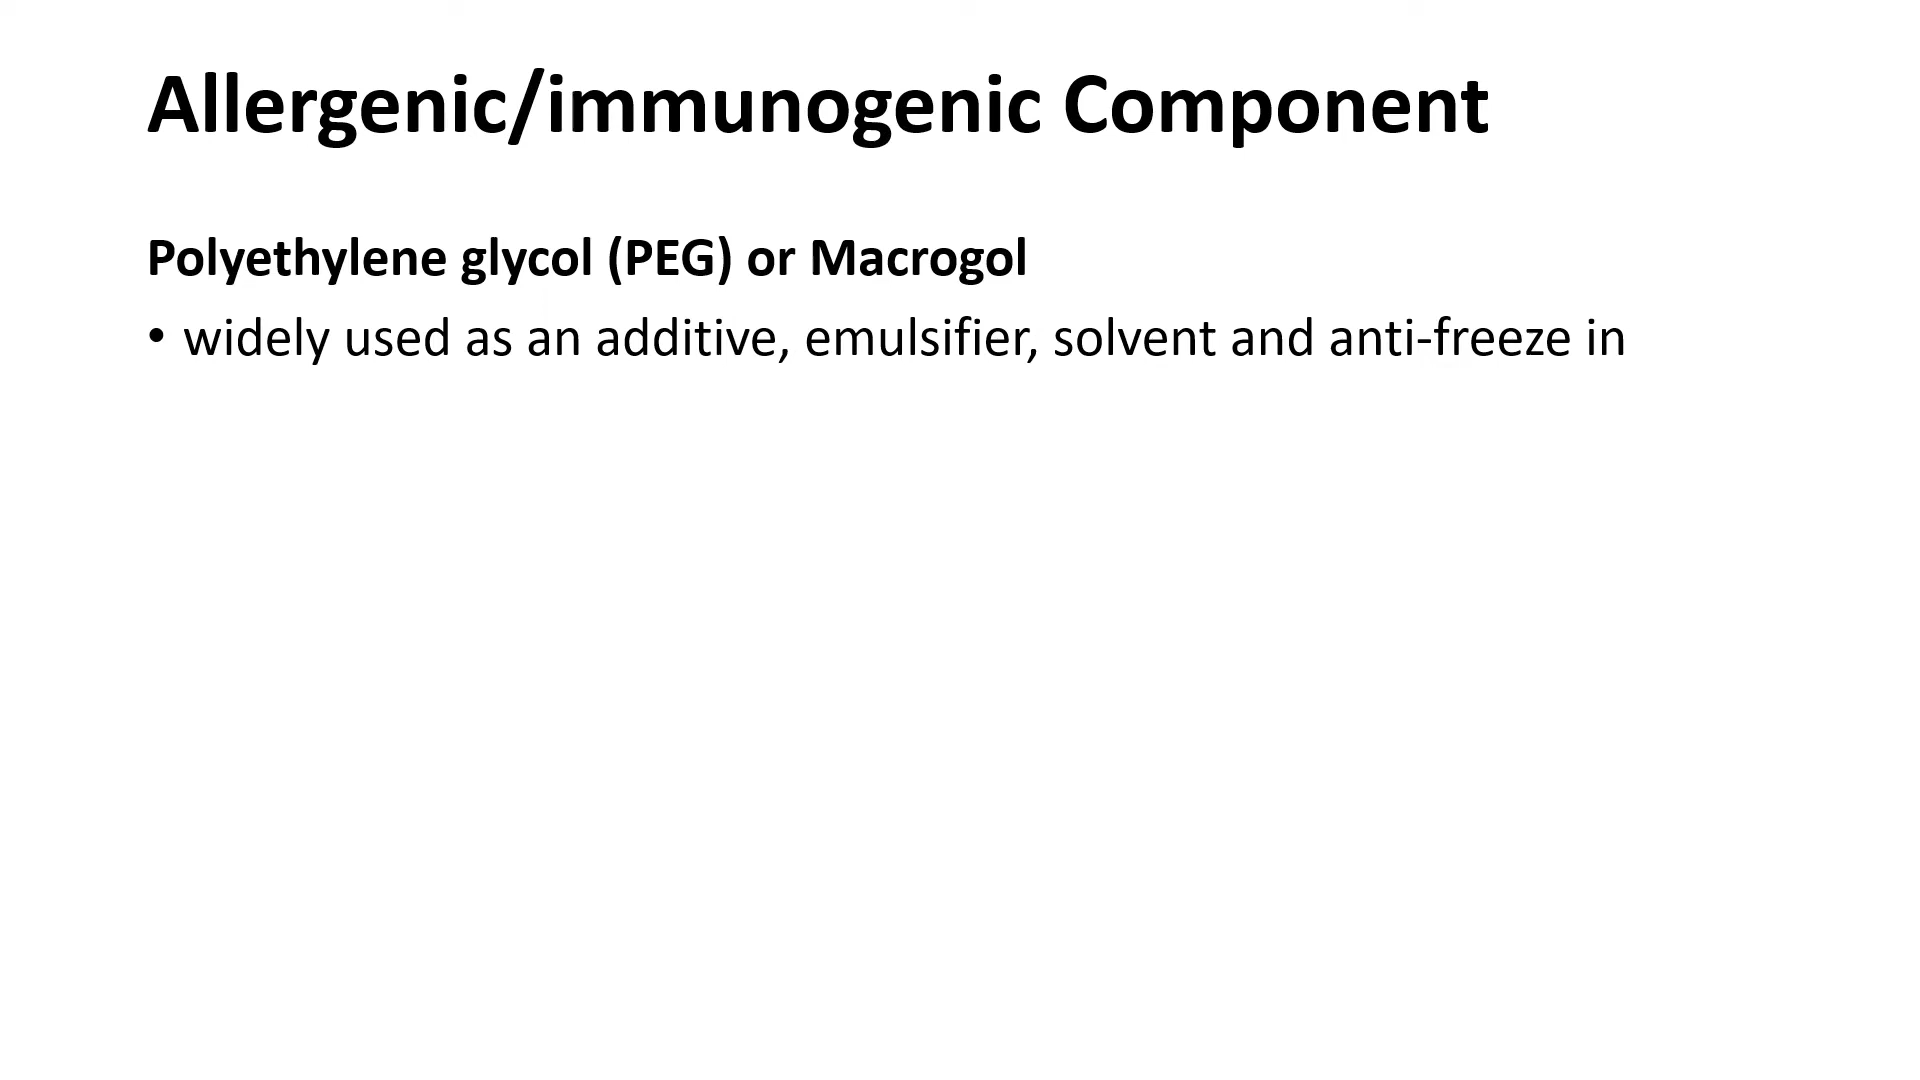 Allergenic/immunogenic Component
Polyethylene glycol (PEG) or Macrogol
• widely used as an additive, emulsifier, solvent and anti-freeze in